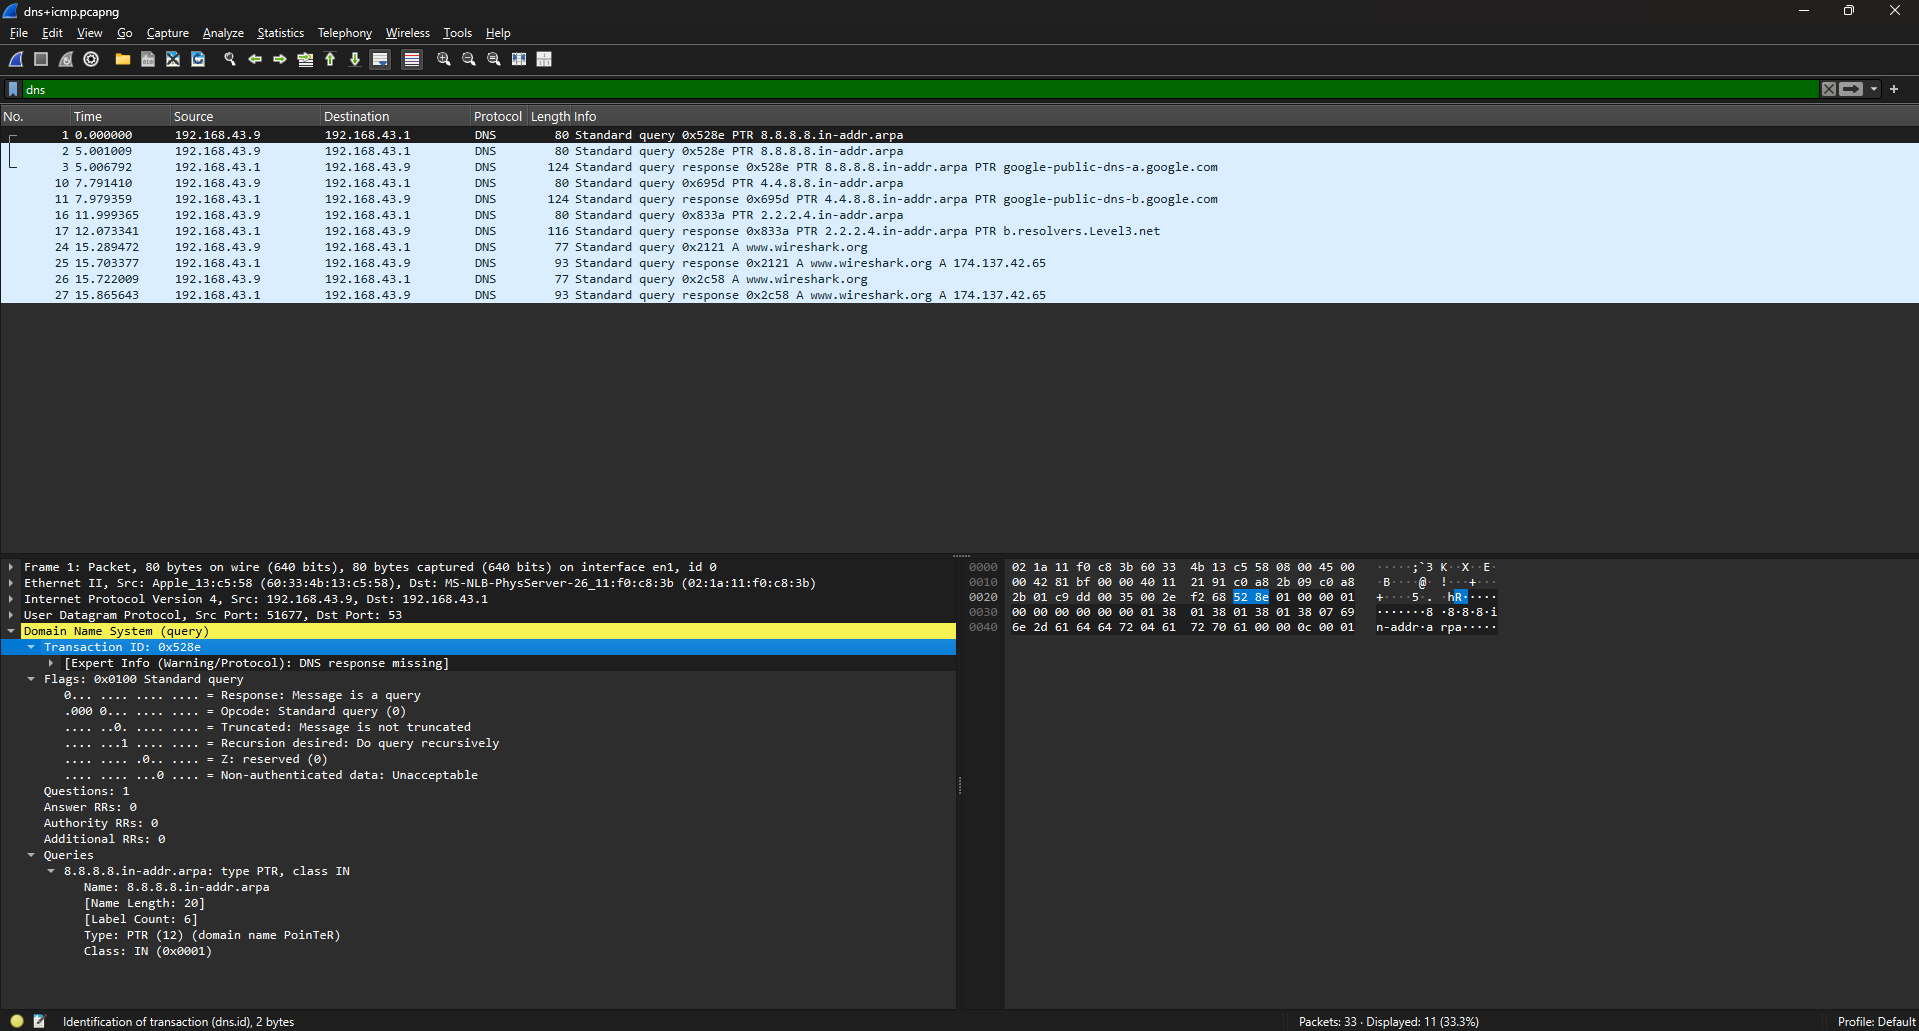 dns+icmp.pcapng
File Edit View Go Capture Analyze Statistics Telephony Wireless Tools Help
dns
No. Time Source Destination Protocol Length Info
1 0.000000 192.168.43.9 192.168.43.1 DNS 80 Standard query 0x528e PTR 8.8.8.8.in-addr.arpa
2 5.001009 192.168.43.9 192.168.43.1 DNS 80 Standard query 0x528e PTR 8.8.8.8.in-addr.arpa
3 5.006792 192.168.43.1 192.168.43.9 DNS 124 Standard query response 0x528e PTR 8.8.8.8.in-addr.arpa PTR google-public-dns-a.google.com
10 7.791410 192.168.43.9 192.168.43.1 DNS 80 Standard query 0x695d PTR 4.4.8.8.in-addr.arpa
11 7.979359 192.168.43.1 192.168.43.9 DNS 124 Standard query response 0x695d PTR 4.4.8.8.in-addr.arpa PTR google-public-dns-b.google.com
16 11.999365 192.168.43.9 192.168.43.1 DNS 80 Standard query 0x833a PTR 2.2.2.4.in-addr.arpa
17 12.073341 192.168.43.1 192.168.43.9 DNS 116 Standard query response 0x833a PTR 2.2.2.4.in-addr.arpa PTR b.resolvers.Level3.net
24 15.289472 192.168.43.9 192.168.43.1 DNS 77 Standard query 0x2121 A www.wireshark.org
25 15.703377 192.168.43.1 192.168.43.9 DNS 93 Standard query response 0x2121 A www.wireshark.org A 174.137.42.65
26 15.722009 192.168.43.9 192.168.43.1 DNS 77 Standard query 0x2c58 A www.wireshark.org
27 15.865643 192.168.43.1 192.168.43.9 DNS 93 Standard query response 0x2c58 A www.wireshark.org A 174.137.42.65
Frame 1: Packet, 80 bytes on wire (640 bits), 80 bytes captured (640 bits) on interface en1, id 0
Ethernet II, Src: Apple_13:c5:58 (60:33:4b:13:c5:58), Dst: MS-NLB-PhysServer-26_11:f0:c8:3b (02:1a:11:f0:c8:3b)
Internet Protocol Version 4, Src: 192.168.43.9, Dst: 192.168.43.1
User Datagram Protocol, Src Port: 51677, Dst Port: 53
Domain Name System (query)
Transaction ID: 0x528e
[Expert Info (Warning/Protocol): DNS response missing]
Flags: 0x0100 Standard query
0... .... .... .... = Response: Message is a query
.000 0... .... .... = Opcode: Standard query (0)
.... ..0. .... .... = Truncated: Message is not truncated
.... ...1 .... .... = Recursion desired: Do query recursively
.... .... .0.. .... = Z: reserved (0)
.... .... ...0 .... = Non-authenticated data: Unacceptable
Questions: 1
Answer RRs: 0
Authority RRs: 0
Additional RRs: 0
Queries
8.8.8.8.in-addr.arpa: type PTR, class IN
Name: 8.8.8.8.in-addr.arpa
[Name Length: 20]
[Label Count: 6]
Type: PTR (12) (domain name PoinTeR)
Class: IN (0x0001)
0000 02 1a 11 f0 c8 3b 60 33 4b 13 c5 58 08 00 45 00 ·····;`3 K··X··E·
0010 00 42 81 bf 00 00 40 11 21 91 c0 a8 2b 09 c0 a8 ·B····@· !···+···
0020 2b 01 c9 dd 00 35 00 2e f2 68 52 8e 01 00 00 01 +····5·. ·hR·····
0030 00 00 00 00 00 00 01 38 01 38 01 38 01 38 07 69 ·······8 ·8·8·8·i
0040 6e 2d 61 64 64 72 04 61 72 70 61 00 00 0c 00 01 n-addr·a rpa·····
Identification of transaction (dns.id), 2 bytes
Packets: 33 · Displayed: 11 (33.3%)
Profile: Default